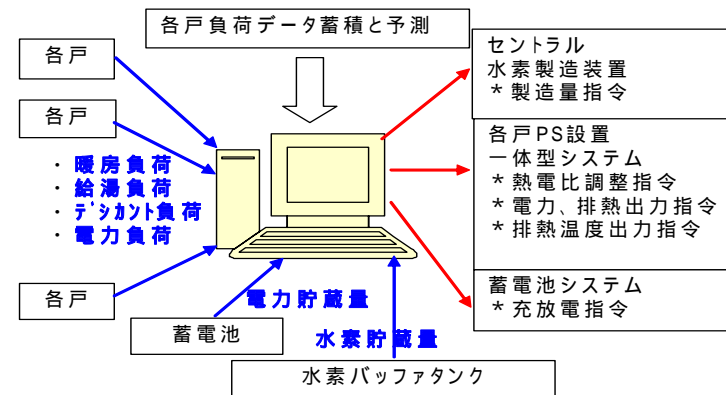 各戸負荷データ蓄積と予測
各戸
各戸
・ 暖房負荷
・ 給湯負荷
・ デシカント負荷
・ 電力負荷
各戸
蓄電池
電力貯蔵量
水素貯蔵量
水素バッファタンク
セントラル
水素製造装置
*製造量指令
各戸PS設置
一体型システム
*熱電比調整指令
*電力、排熱出力指令
*排熱温度出力指令
蓄電池システム
*充放電指令